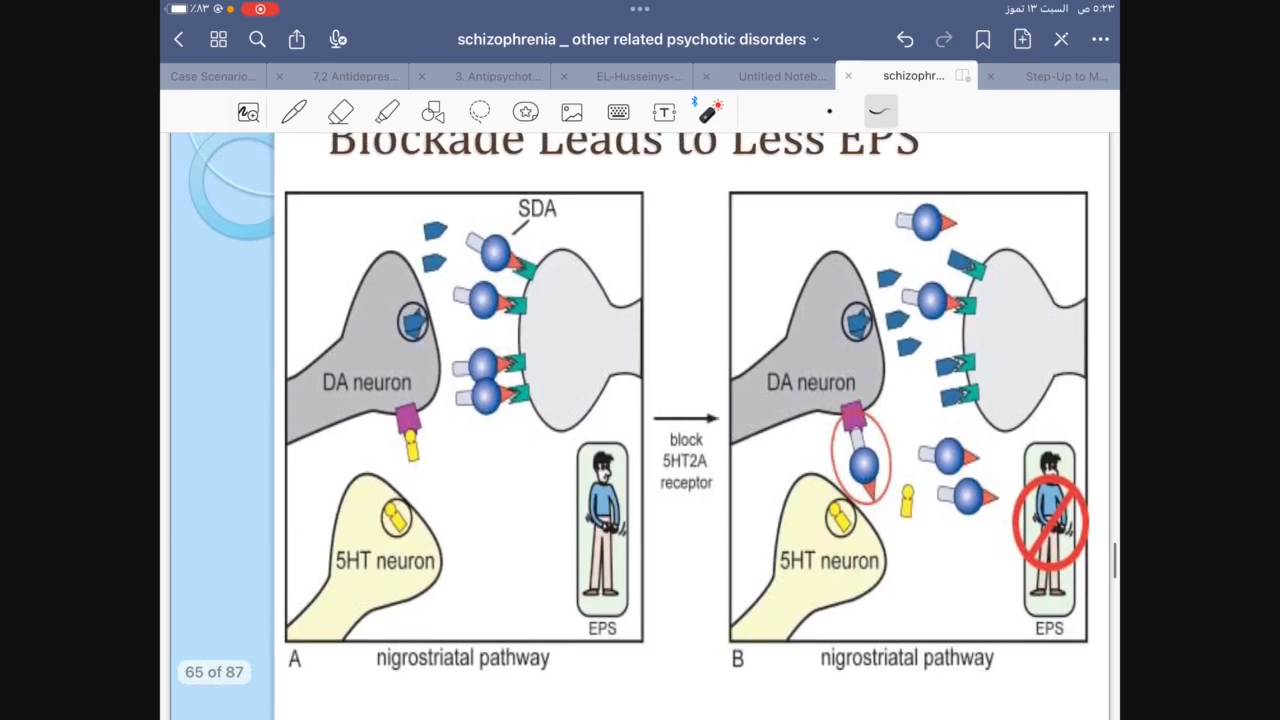 ٪٨٣
٥:٢٣ ص السبت ١٣ تموز
schizophrenia _ other related psychotic disorders
Case Scenario...
7,2 Antidepres...
3. Antipsychot...
EL-Husseinys-...
Untitled Noteb...
schizophr...
Step-Up to M...
Blockade Leads to Less EPS
SDA
DA neuron
5HT neuron
EPS
A
nigrostriatal pathway
block
5HT2A
receptor
DA neuron
5HT neuron
EPS
B
nigrostriatal pathway
65 of 87